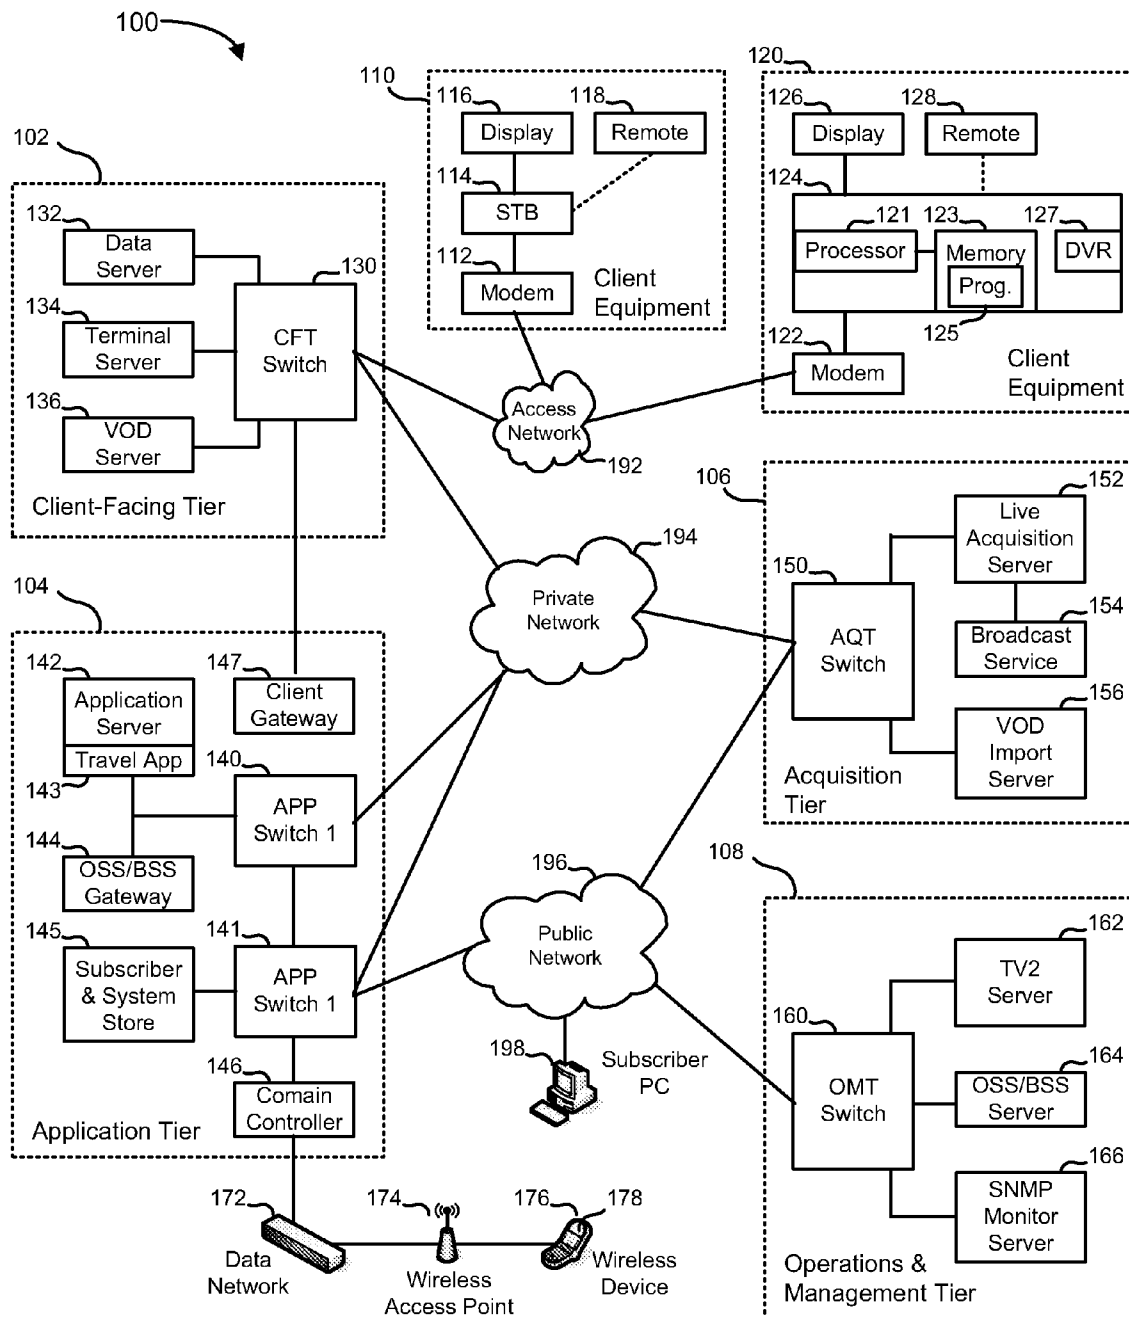 100
110
116
Display
118
Remote
114
STB
112
Modem
Client
Equipment
120
126
Display
128
Remote
124
121
Processor
123
Memory
Prog.
125
127
DVR
122
Modem
Client
Equipment
102
132
Data
Server
134
Terminal
Server
136
VOD
Server
130
CFT
Switch
Client-Facing Tier
Access
Network
192
194
Private
Network
106
150
AQT
Switch
152
Live
Acquisition
Server
154
Broadcast
Service
156
VOD
Import
Server
Acquisition
Tier
104
142
Application
Server
Travel App
143
147
Client
Gateway
140
APP
Switch 1
144
OSS/BSS
Gateway
145
Subscriber
& System
Store
141
APP
Switch 1
146
Comain
Controller
Application Tier
196
Public
Network
198
Subscriber
PC
108
160
OMT
Switch
162
TV2
Server
164
OSS/BSS
Server
166
SNMP
Monitor
Server
Operations &
Management Tier
172
Data
Network
174
Wireless
Access Point
176
178
Wireless
Device